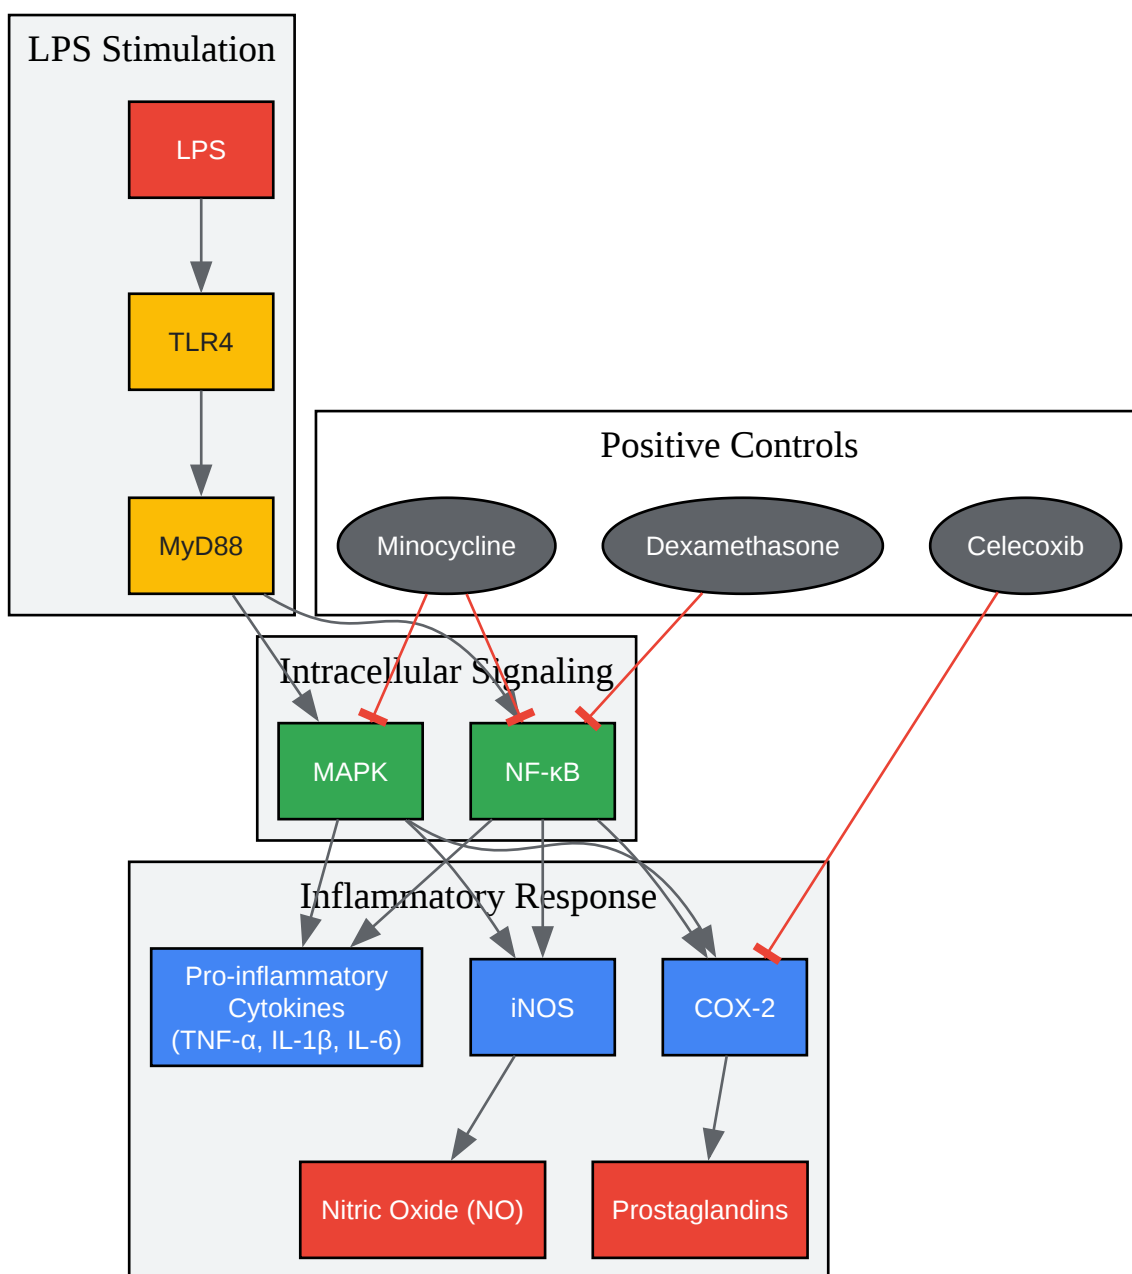 LPS Stimulation
LPS
TLR4
MyD88
Positive Controls
Minocycline
Dexamethasone
Celecoxib
Intracellular Signaling
MAPK
NF-κB
Inflammatory Response
Pro-inflammatory
Cytokines
(TNF-α, IL-1β, IL-6)
iNOS
COX-2
Nitric Oxide (NO)
Prostaglandins